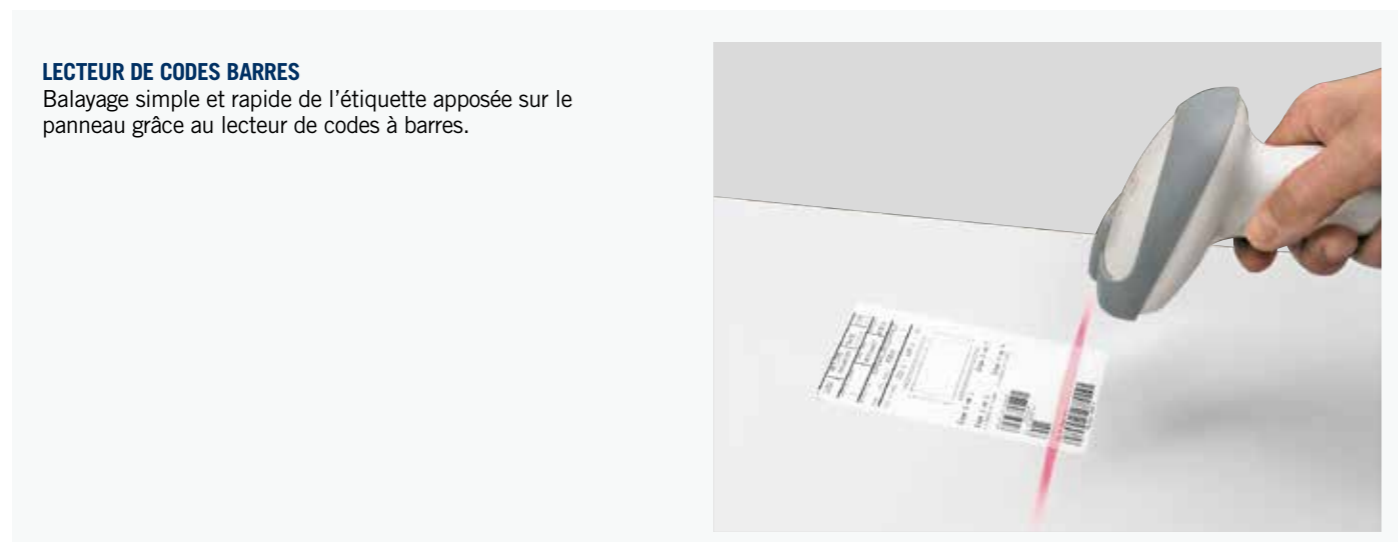 LECTEUR DE CODES BARRES
Balayage simple et rapide de l'étiquette apposée sur le
panneau grâce au lecteur de codes à barres.